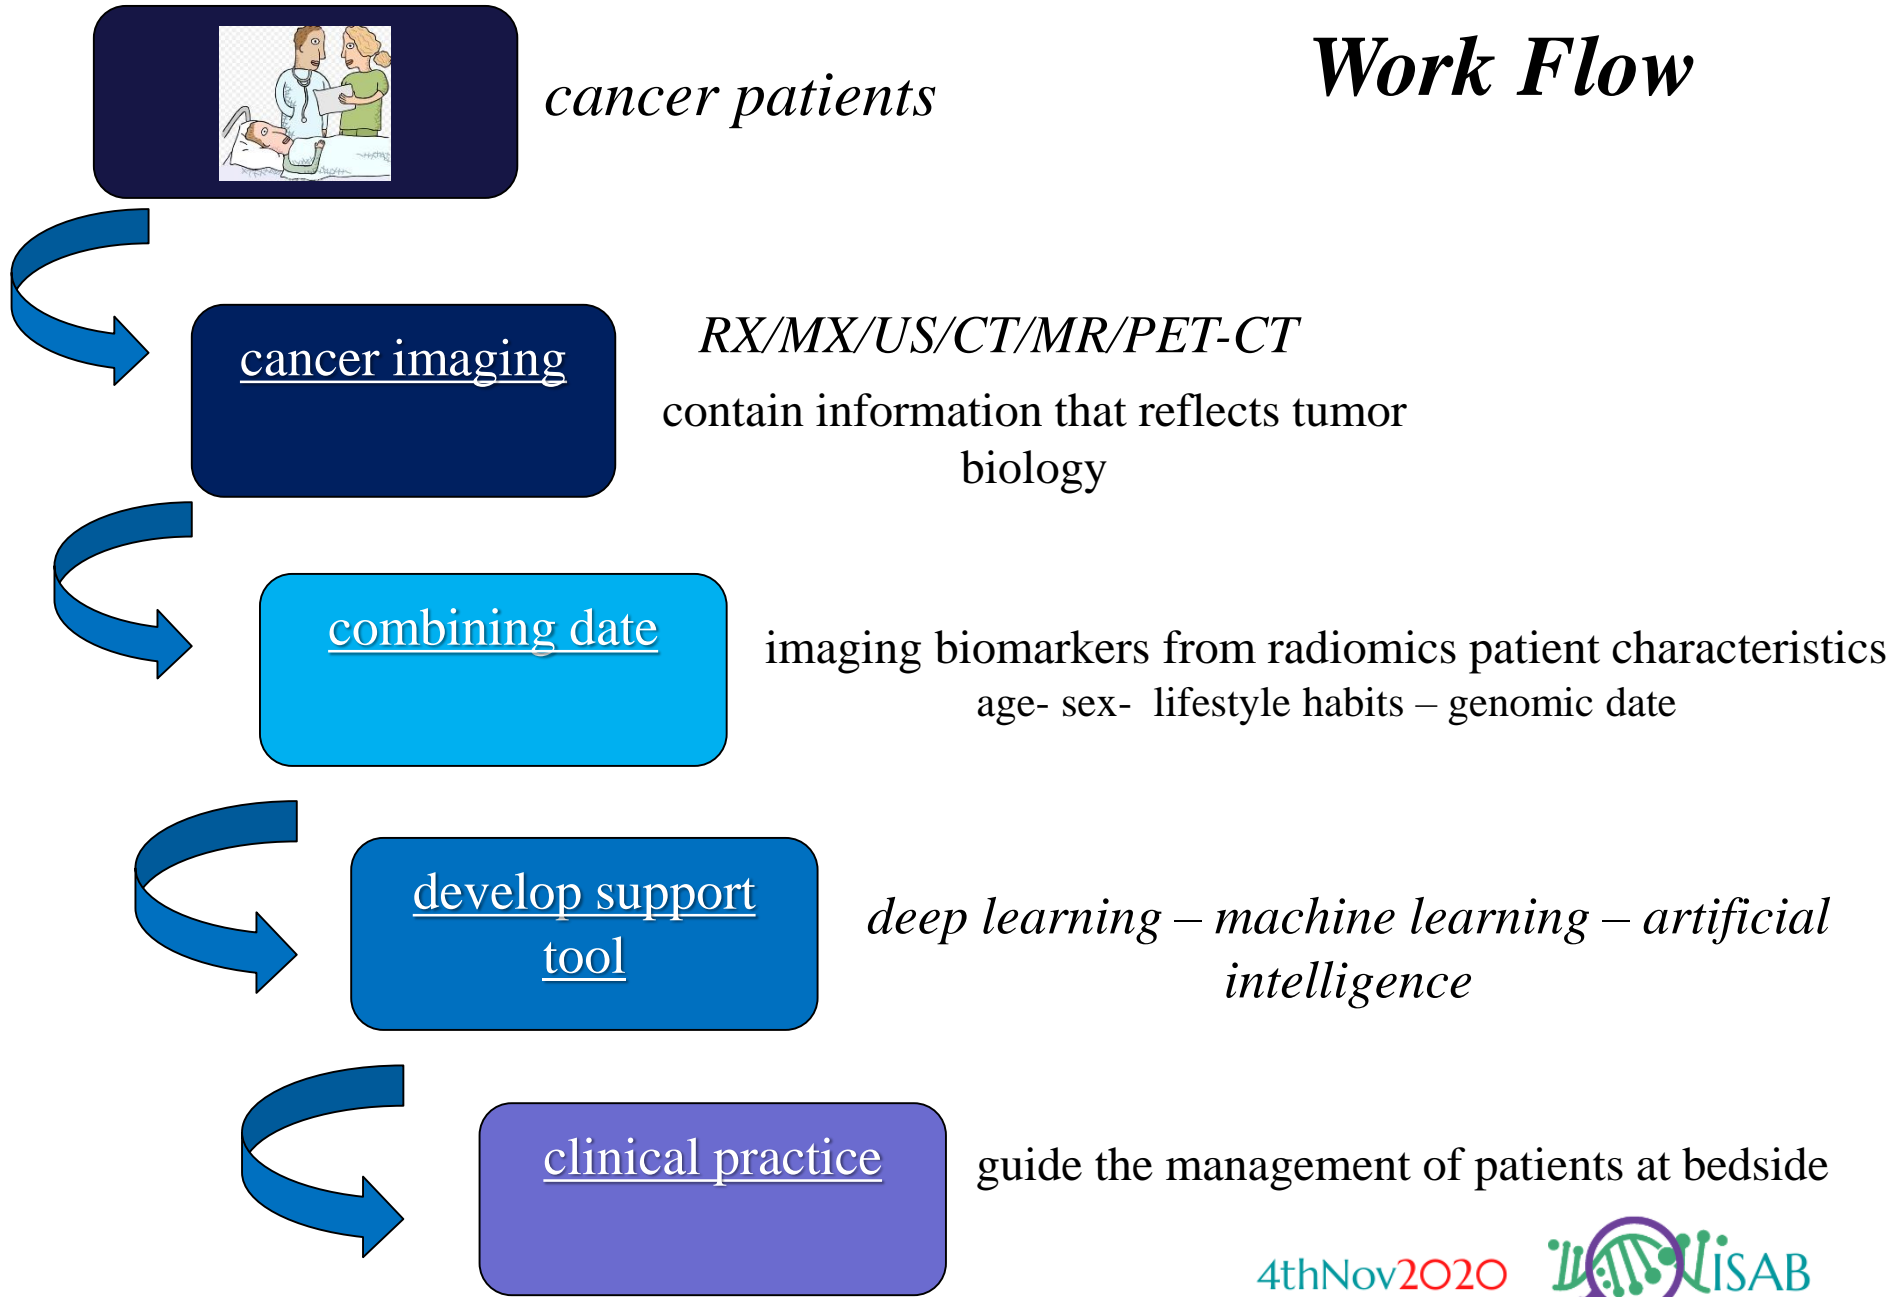 Work Flow
cancer patients
cancer imaging
RX/MX/US/CT/MR/PET-CT
contain information that reflects tumor
biology
combining date
imaging biomarkers from radiomics patient characteristics
age- sex- lifestyle habits – genomic date
develop support
tool
deep learning – machine learning – artificial
intelligence
clinical practice
guide the management of patients at bedside
4thNov2020
ISAB